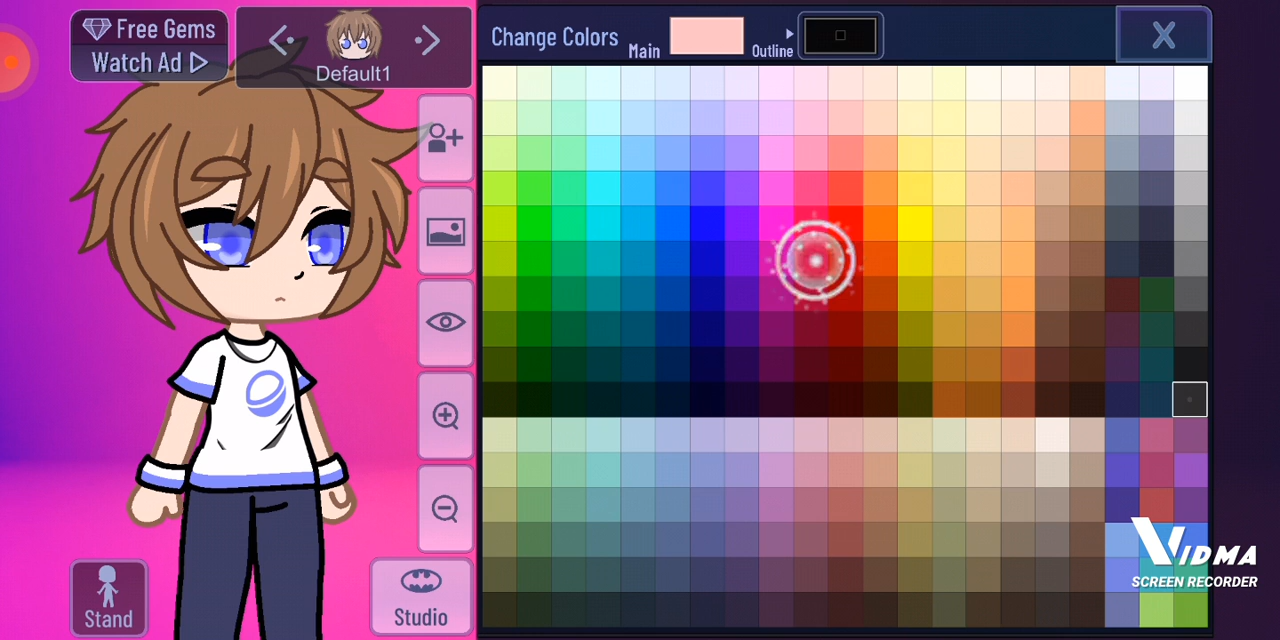 Free Gems
Watch Ad
Default1
Change Colors
Main
Outline
X
Stand
Studio
VIDMA
SCREEN RECORDER